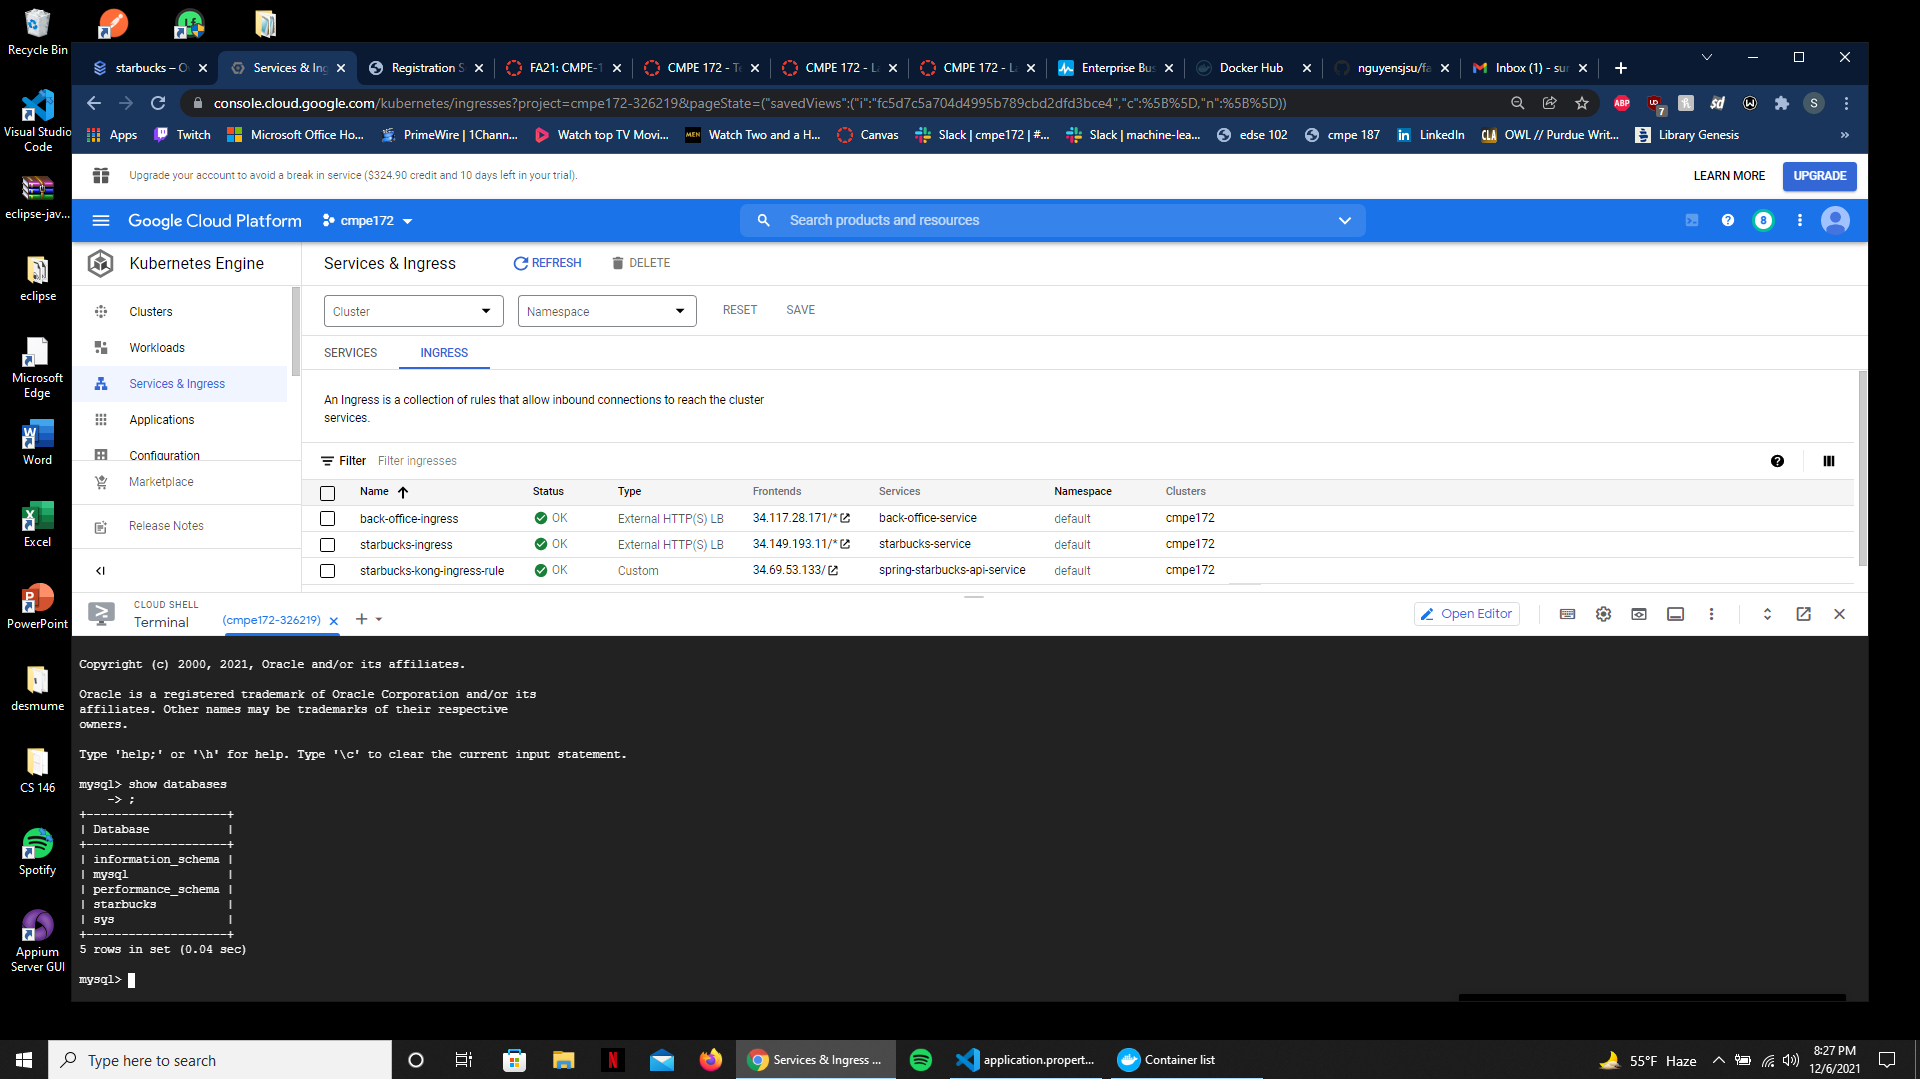 Recycle Bin
Visual Studio Code
eclipse-jav...
eclipse
Microsoft Edge
Word
Excel
PowerPoint
desmume
CS 146
Spotify
Appium Server GUI
starbucks – O
Services & Ing
Registration S
FA21: CMPE-1
CMPE 172 - Te
CMPE 172 - La
CMPE 172 - La
Enterprise Bus
Docker Hub
nguyensjsu/fa
Inbox (1) - sur
console.cloud.google.com/kubernetes/ingresses?project=cmpe172-326219&pageState=("savedViews":("i":"fc5d7c5a704d4995b789cbd2dfd3bce4","c":%5B%5D,"n":%5B%5D))
ABP
7
S
Apps
Twitch
Microsoft Office Ho...
PrimeWire | 1Chann...
Watch top TV Movi...
MEN
Watch Two and a H...
Canvas
Slack | cmpe172 | #...
Slack | machine-lea...
edse 102
cmpe 187
LinkedIn
CLA
OWL // Purdue Writ...
Library Genesis
»
Upgrade your account to avoid a break in service ($324.90 credit and 10 days left in your trial).
LEARN MORE
UPGRADE
Google Cloud Platform
cmpe172
Search products and resources
8
Kubernetes Engine
Services & Ingress
REFRESH
DELETE
Clusters
Workloads
Services & Ingress
Applications
Configuration
Marketplace
Release Notes
Cluster
Namespace
RESET
SAVE
SERVICES
INGRESS
An Ingress is a collection of rules that allow inbound connections to reach the cluster
services.
Filter Filter ingresses
Name Status Type Frontends Services Namespace Clusters
back-office-ingress OK External HTTP(S) LB 34.117.28.171/* back-office-service default cmpe172
starbucks-ingress OK External HTTP(S) LB 34.149.193.11/* starbucks-service default cmpe172
starbucks-kong-ingress-rule OK Custom 34.69.53.133/ spring-starbucks-api-service default cmpe172
CLOUD SHELL
Terminal
(cmpe172-326219)
Open Editor
Copyright (c) 2000, 2021, Oracle and/or its affiliates.
Oracle is a registered trademark of Oracle Corporation and/or its
affiliates. Other names may be trademarks of their respective
owners.
Type 'help;' or '\h' for help. Type '\c' to clear the current input statement.
mysql> show databases
    -> ;
+--------------------+
| Database           |
+--------------------+
| information_schema |
| mysql              |
| performance_schema |
| starbucks          |
| sys                |
+--------------------+
5 rows in set (0.04 sec)
mysql>
Type here to search
Services & Ingress ...
application.propert...
Container list
55°F Haze
8:27 PM
12/6/2021